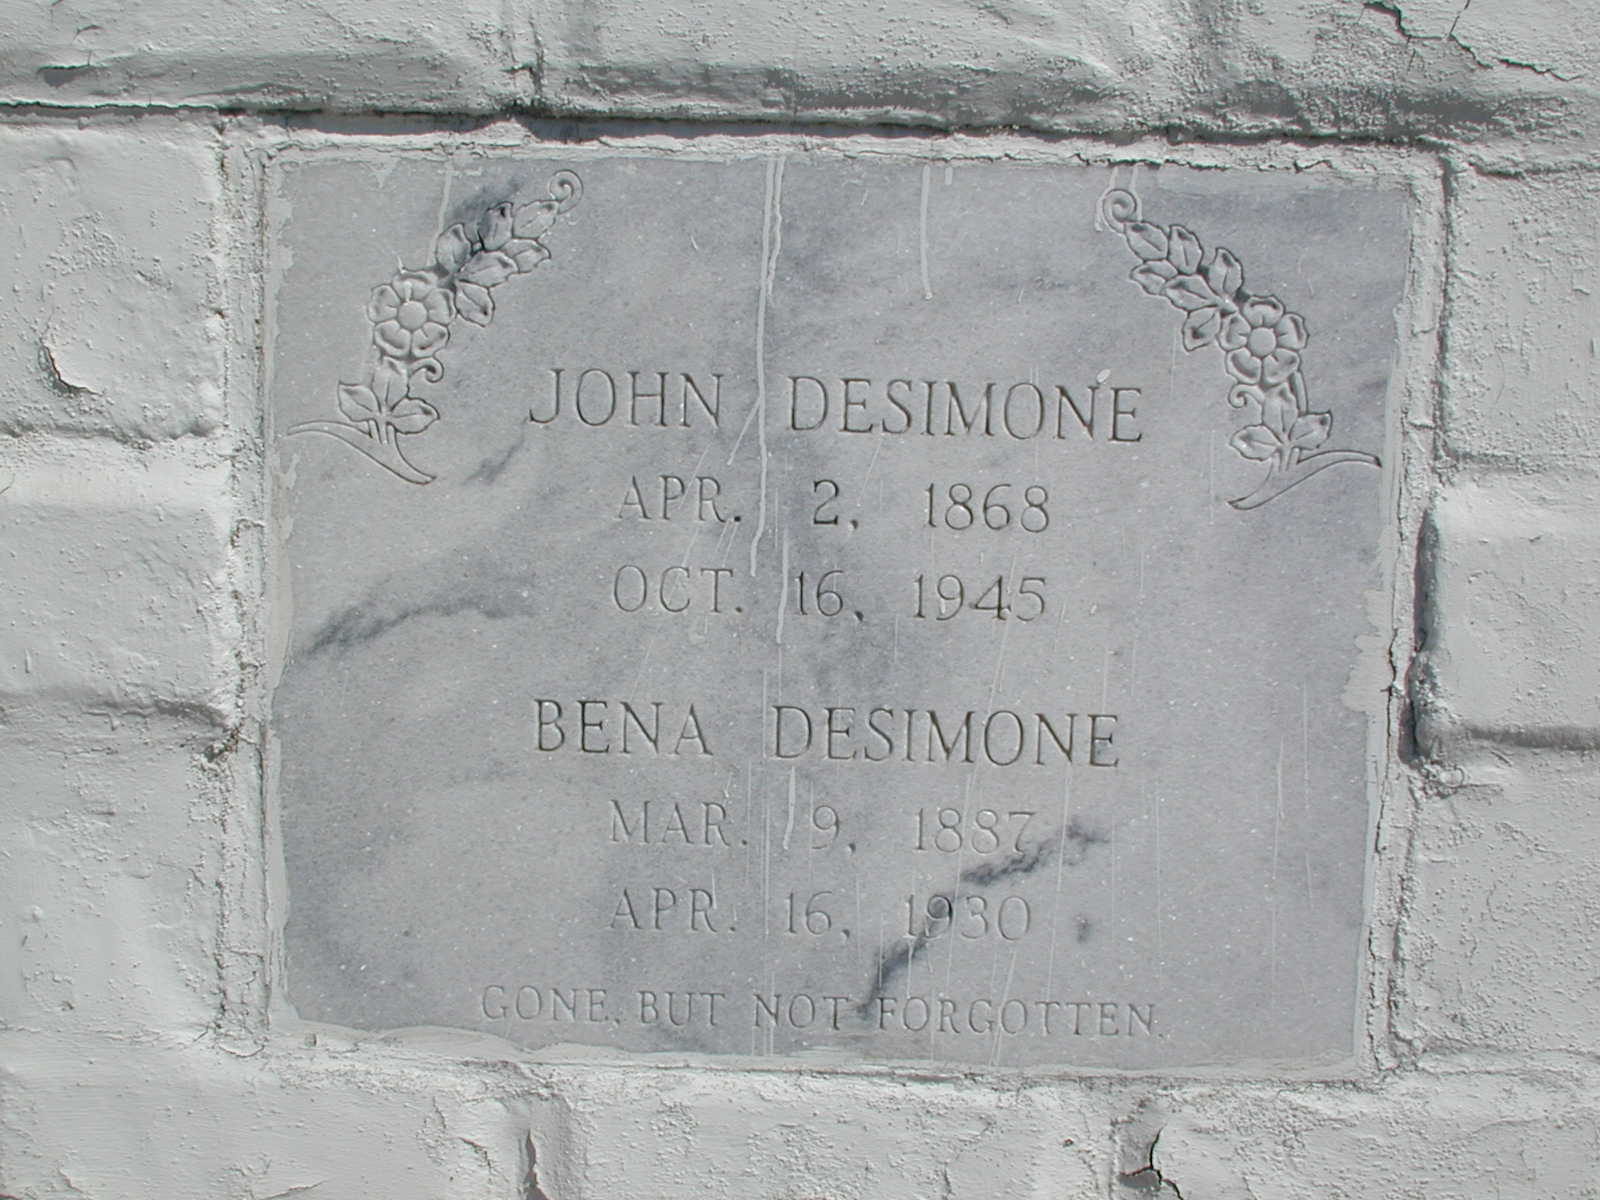 JOHN DESIMONE
APR. 2, 1868
OCT. 16, 1945
BENA DESIMONE
MAR. 9, 1887
APR. 16, 1930
GONE, BUT NOT FORGOTTEN.